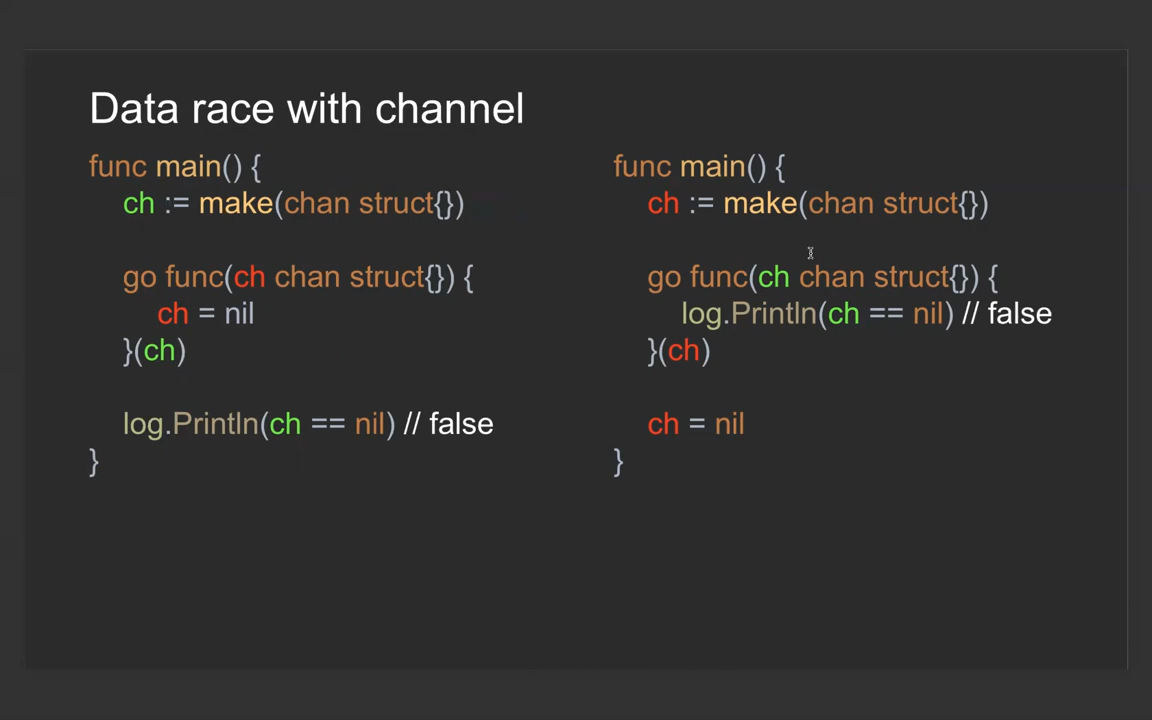 Data race with channel
func main() {
ch := make(chan struct{})
go func(ch chan struct{}) {
ch = nil
}(ch)
log.Println(ch == nil) // false
}
func main() {
ch := make(chan struct{})
go func(ch chan struct{}) {
log.Println(ch == nil) // false
}(ch)
ch = nil
}